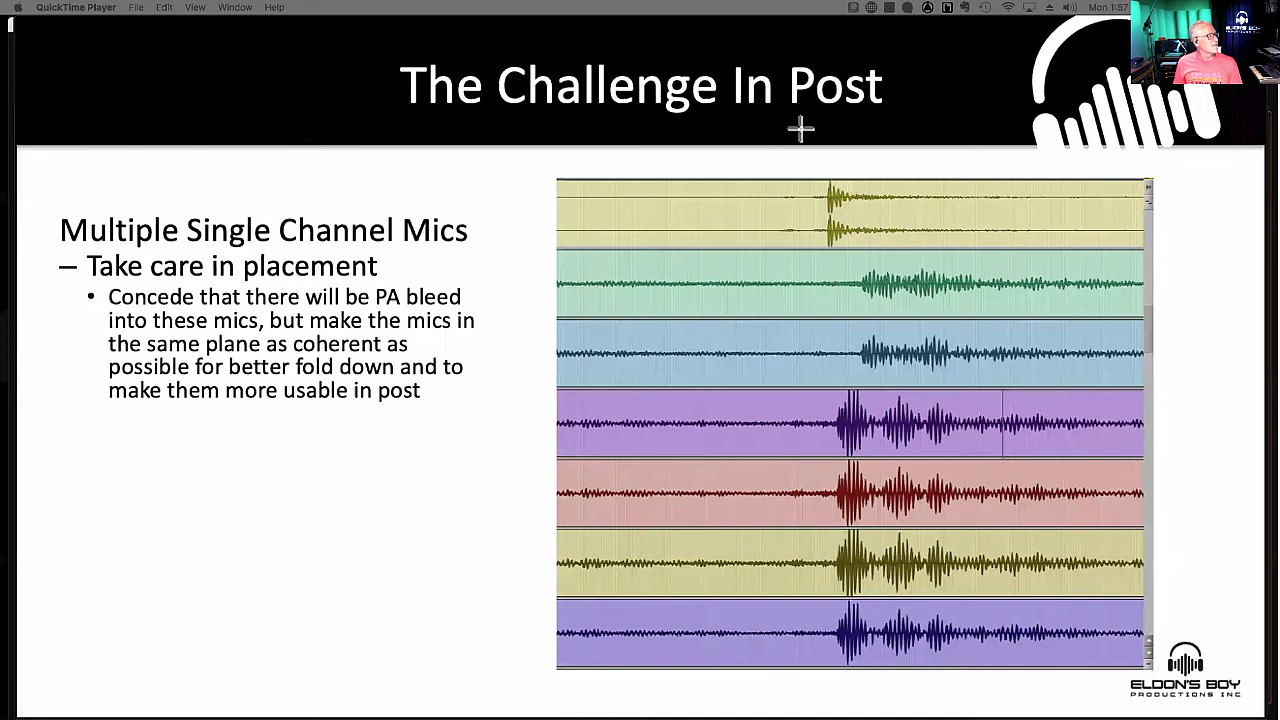 QuickTime Player File Edit View Window Help Mon 1:57
The Challenge In Post
Multiple Single Channel Mics
– Take care in placement
• Concede that there will be PA bleed
into these mics, but make the mics in
the same plane as coherent as
possible for better fold down and to
make them more usable in post
ELDON'S BOY
PRODUCTIONS INC